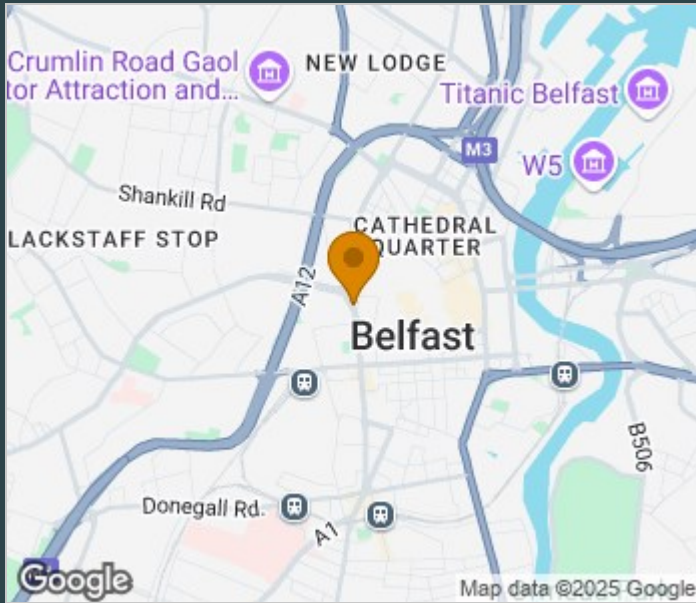 Crumlin Road Gaol
tor Attraction and...
NEW LODGE
Titanic Belfast
M3
W5
Shankill Rd
CATHEDRAL
QUARTER
LACKSTAFF STOP
A12
Belfast
B506
Donegall Rd.
A1
Google
Map data ©2025 Google